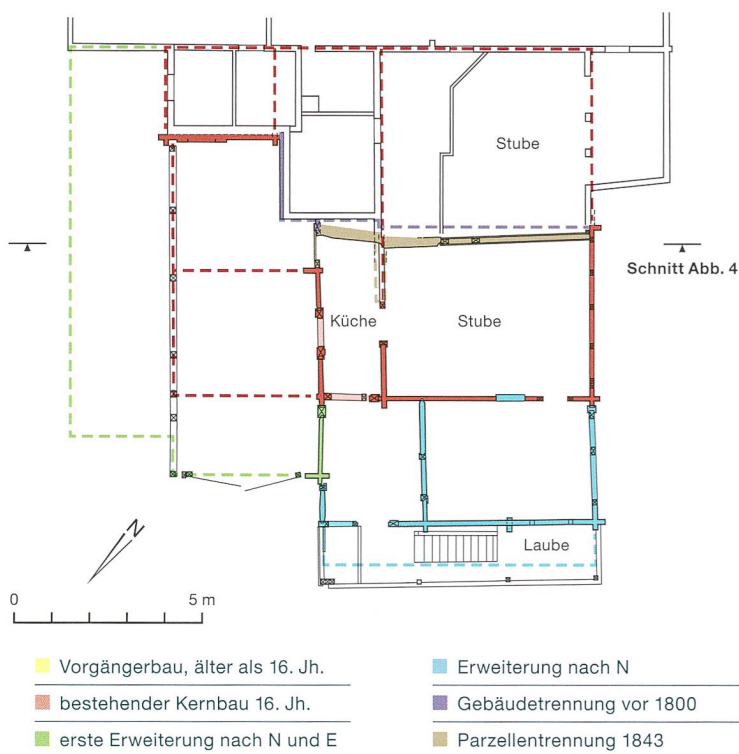 Stube
Schnitt Abb. 4
Küche
Stube
Laube
N
0 5 m
Vorgängerbau, älter als 16. Jh.
bestehender Kernbau 16. Jh.
erste Erweiterung nach N und E
Erweiterung nach N
Gebäudetrennung vor 1800
Parzellentrennung 1843